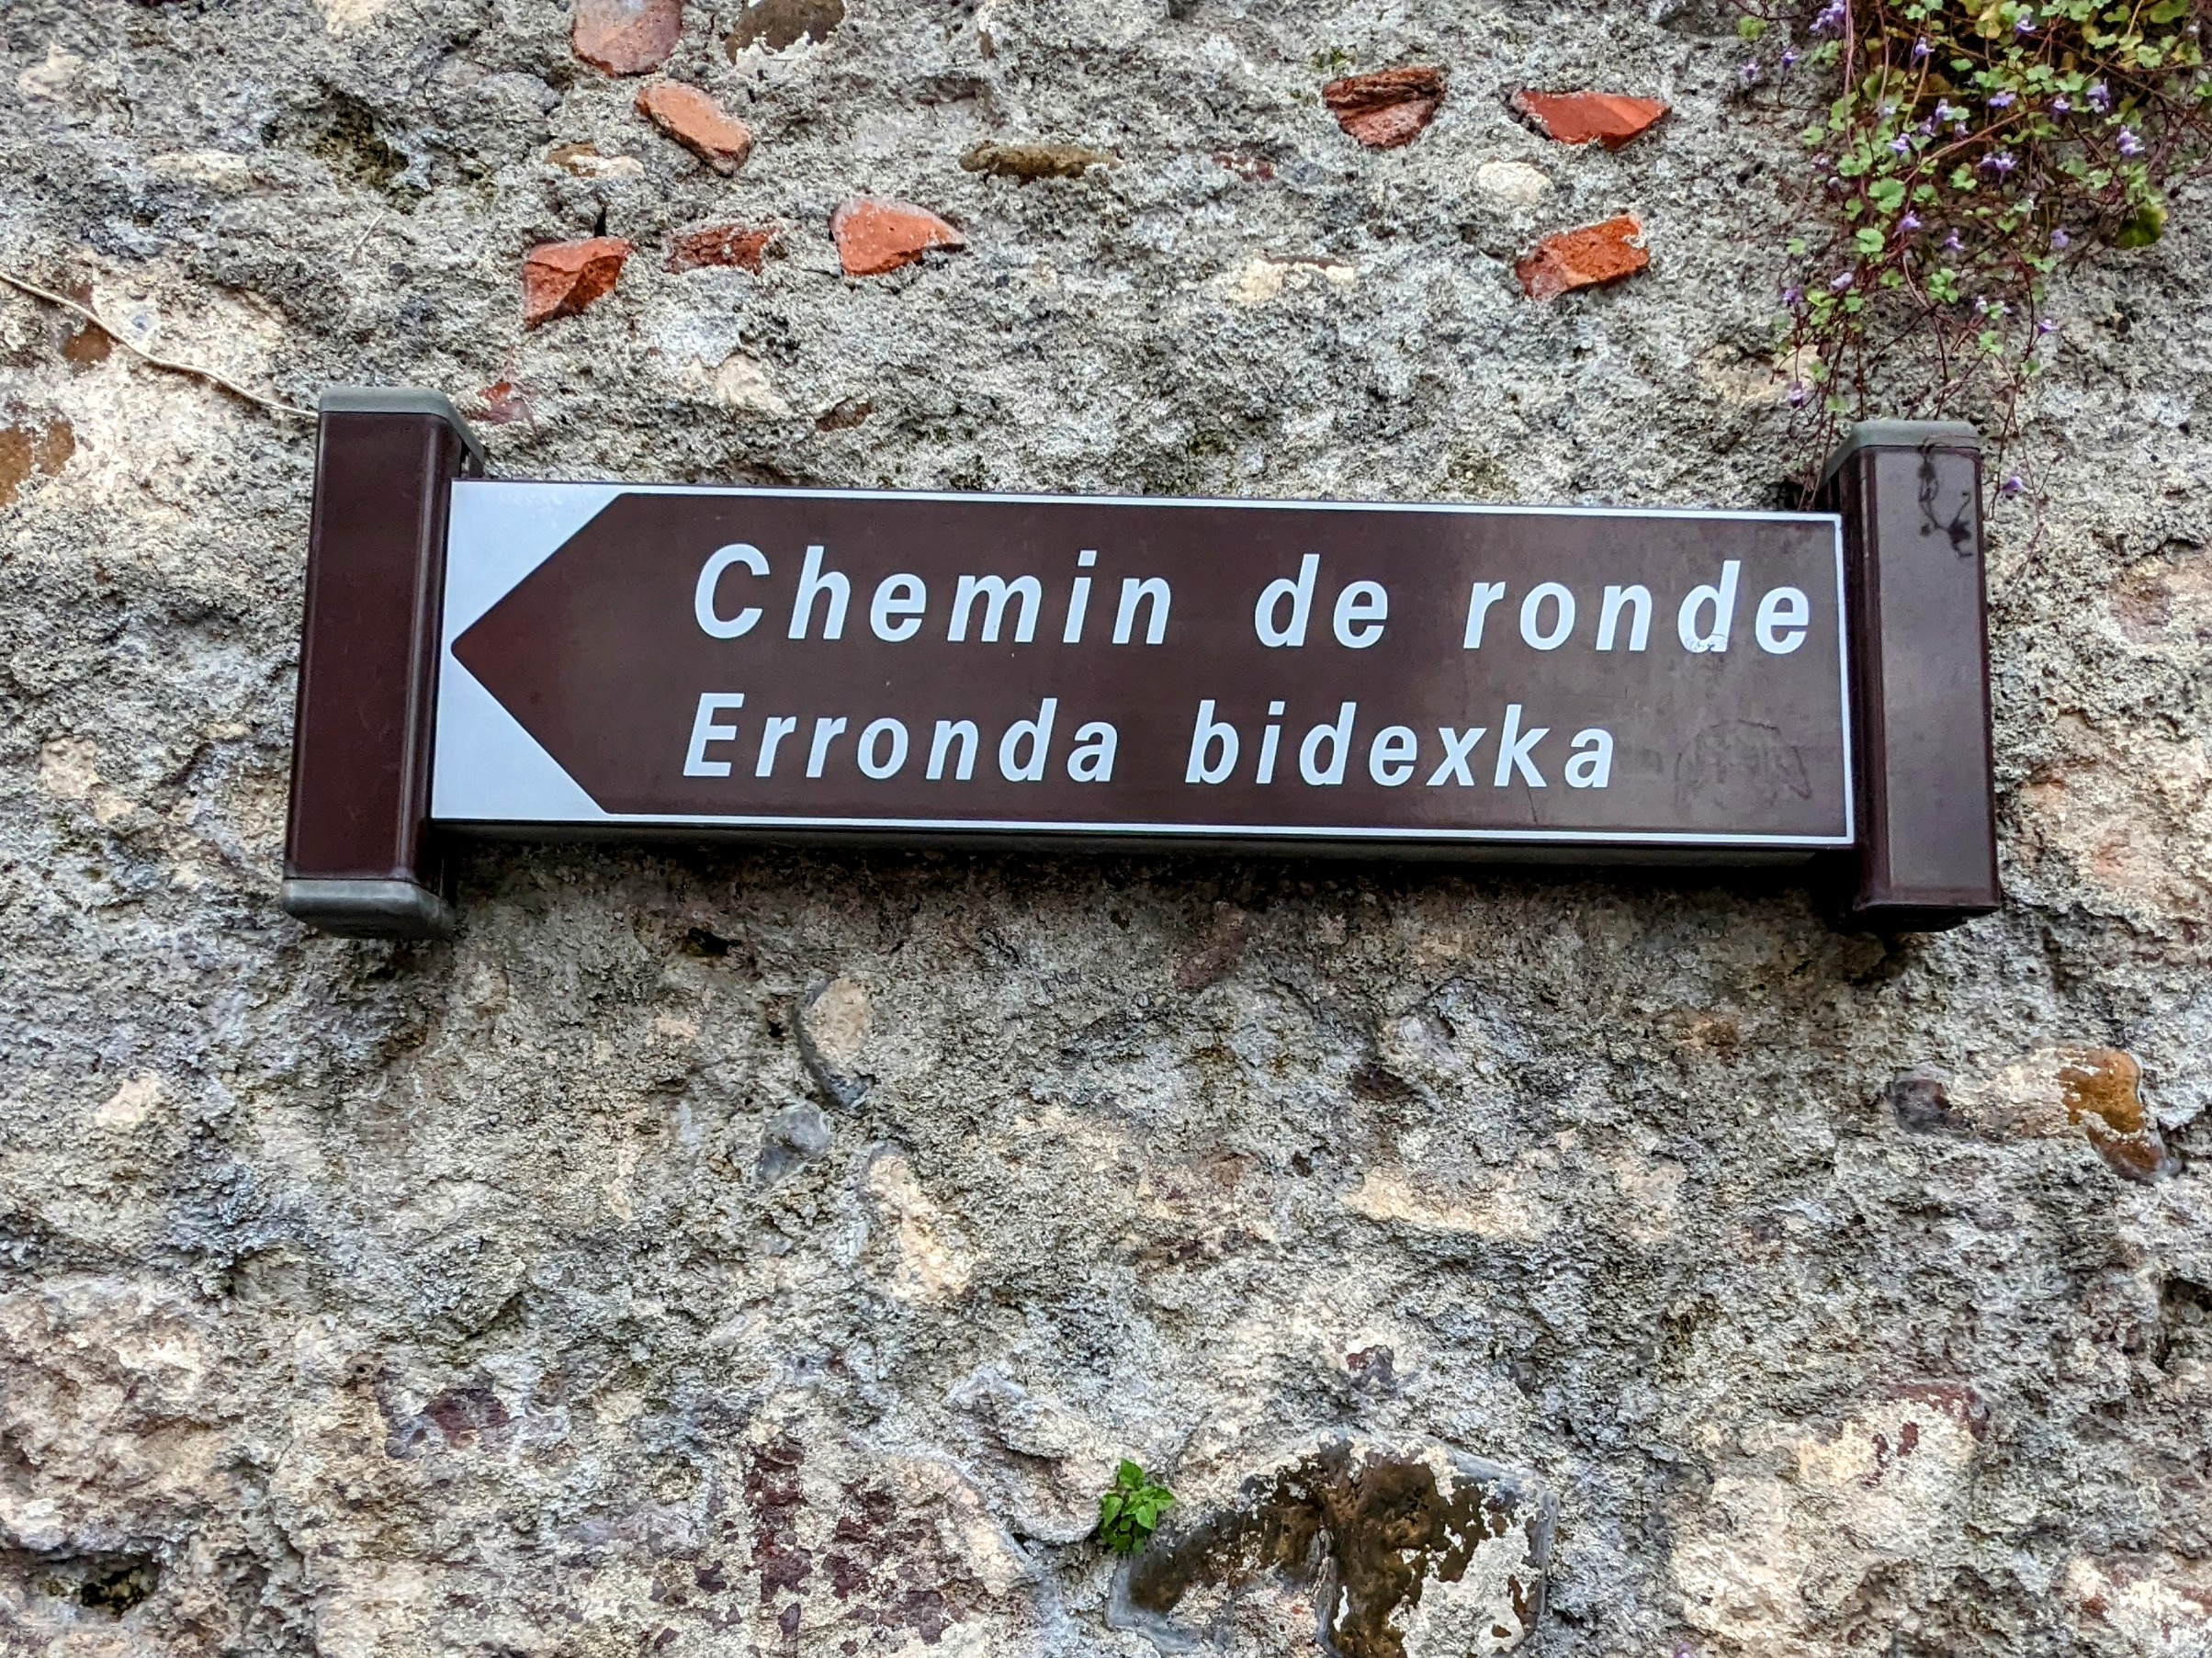 Chemin de ronde
Erronda bidexka